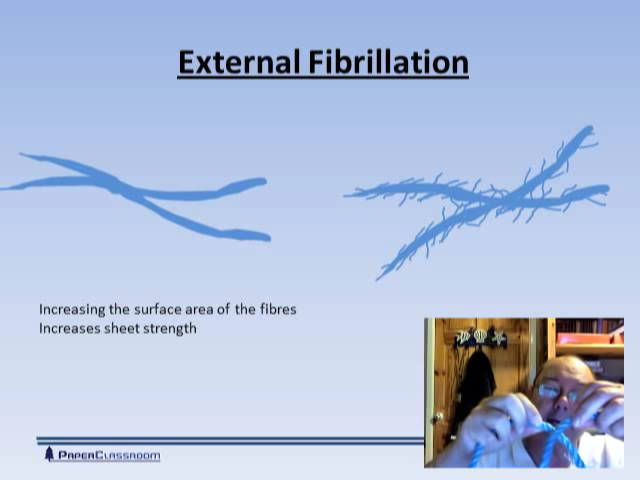 External Fibrillation
Increasing the surface area of the fibres
Increases sheet strength
PaperClassroom